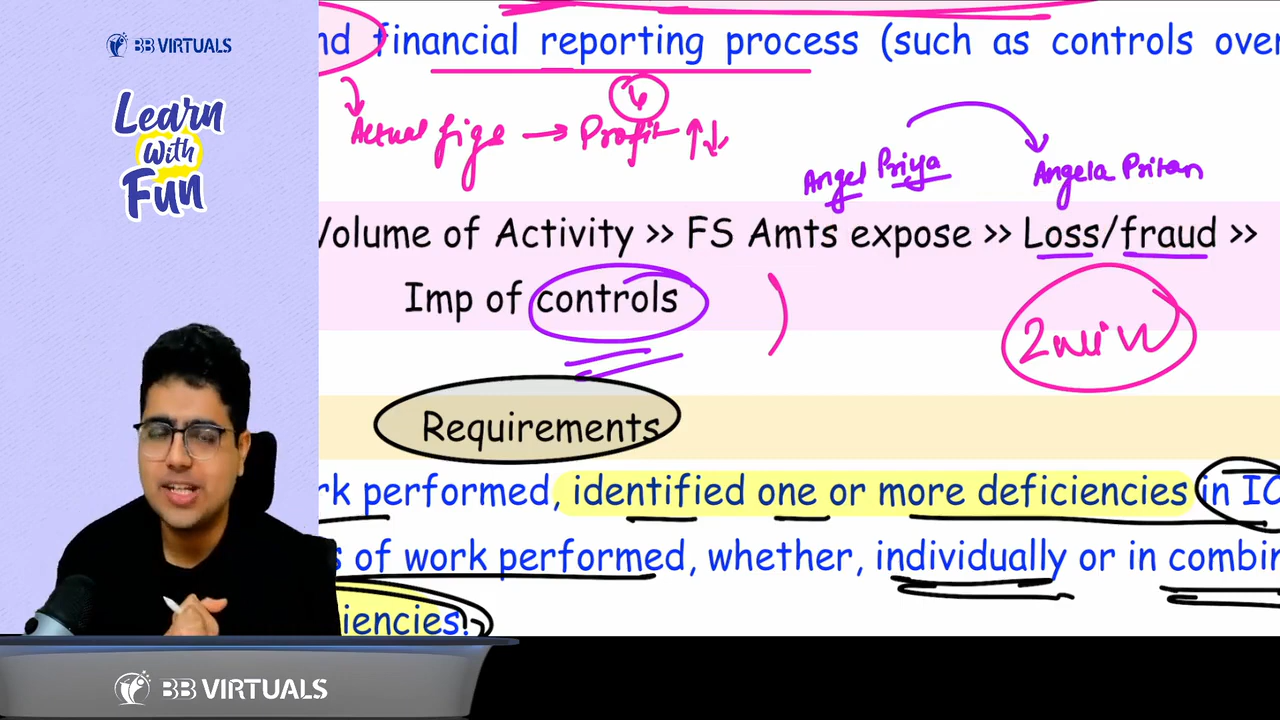 BB VIRTUALS
Learn
With
Fun
nd financial reporting process (such as controls over
Actual figs → Profit ↑↓
Angel Priya
Angela Pritan
Volume of Activity >> FS Amts expose >> Loss/fraud >>
Imp of controls
Requirements
rk performed, identified one or more deficiencies in IC
s of work performed, whether, individually or in combin
iencies.
BB VIRTUALS